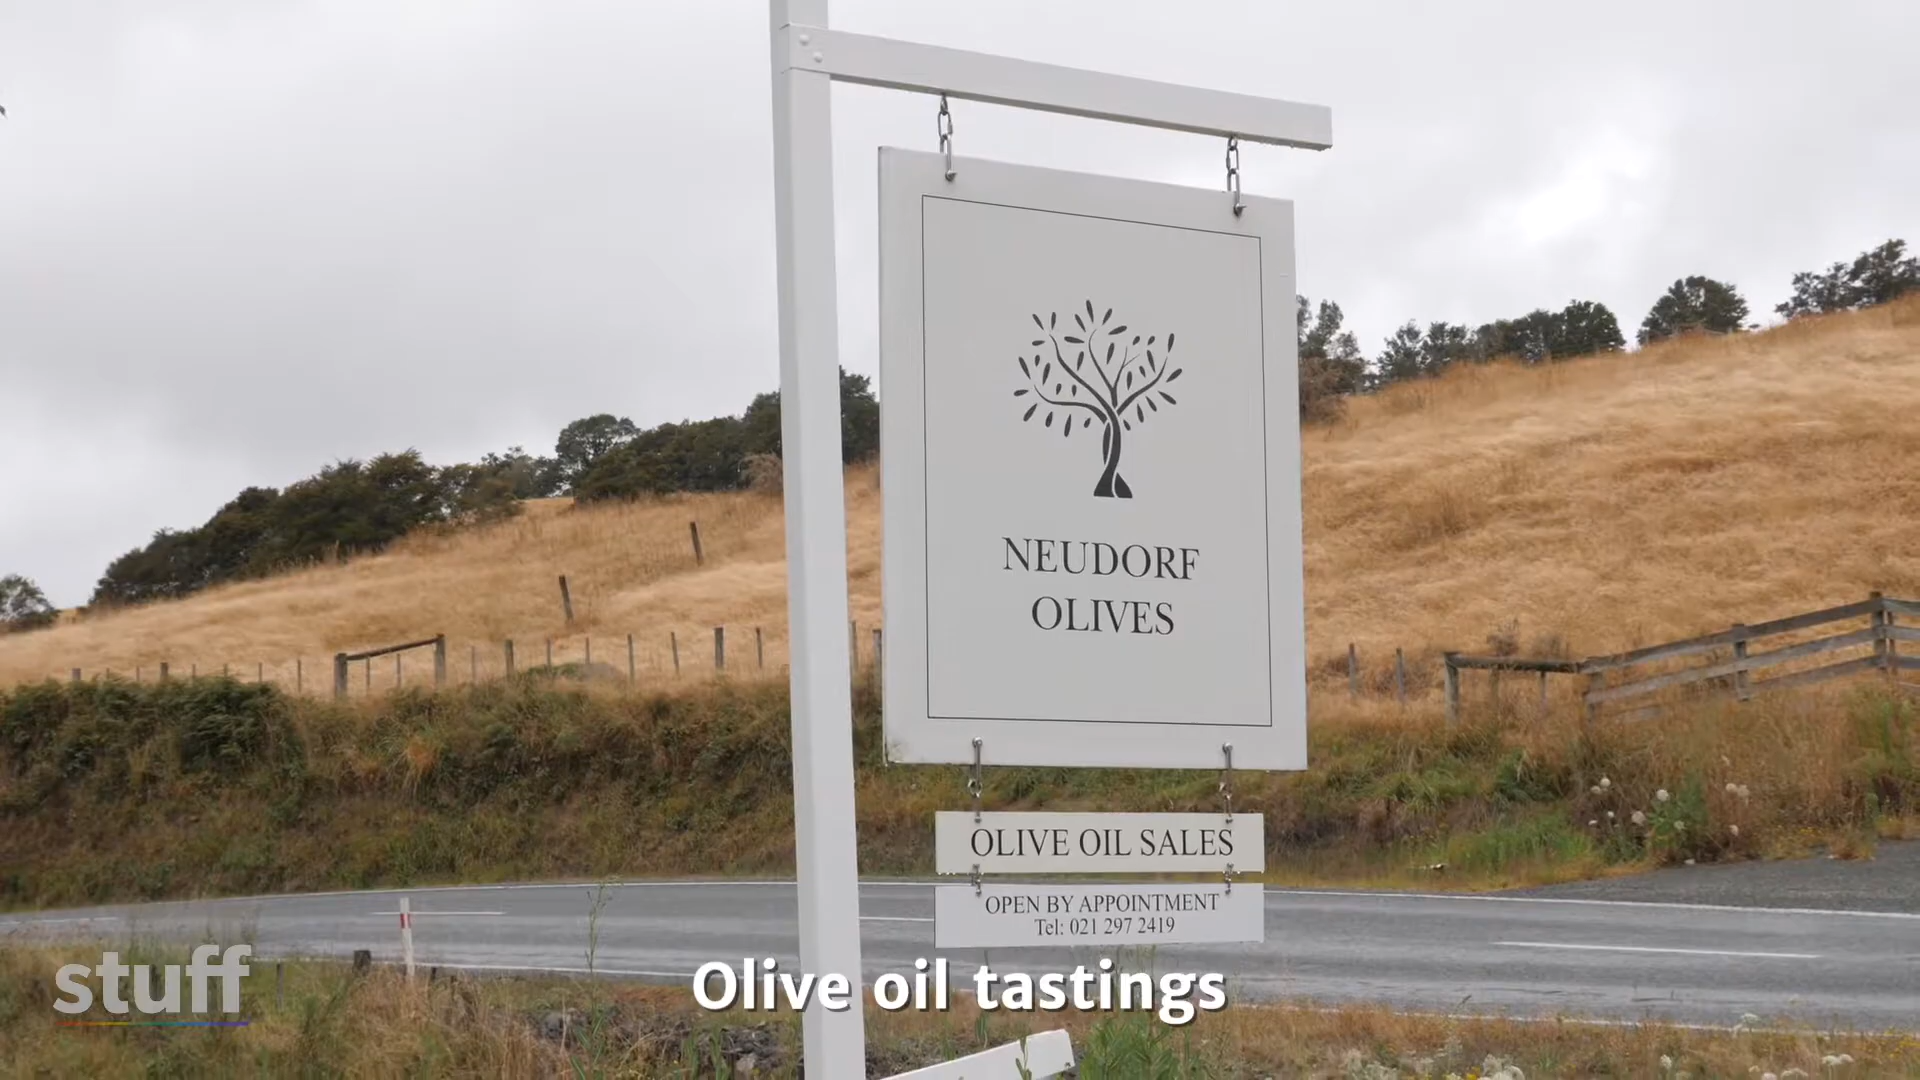 NEUDORF
OLIVES
OLIVE OIL SALES
OPEN BY APPOINTMENT
Tel: 021 297 2419
stuff
Olive oil tastings